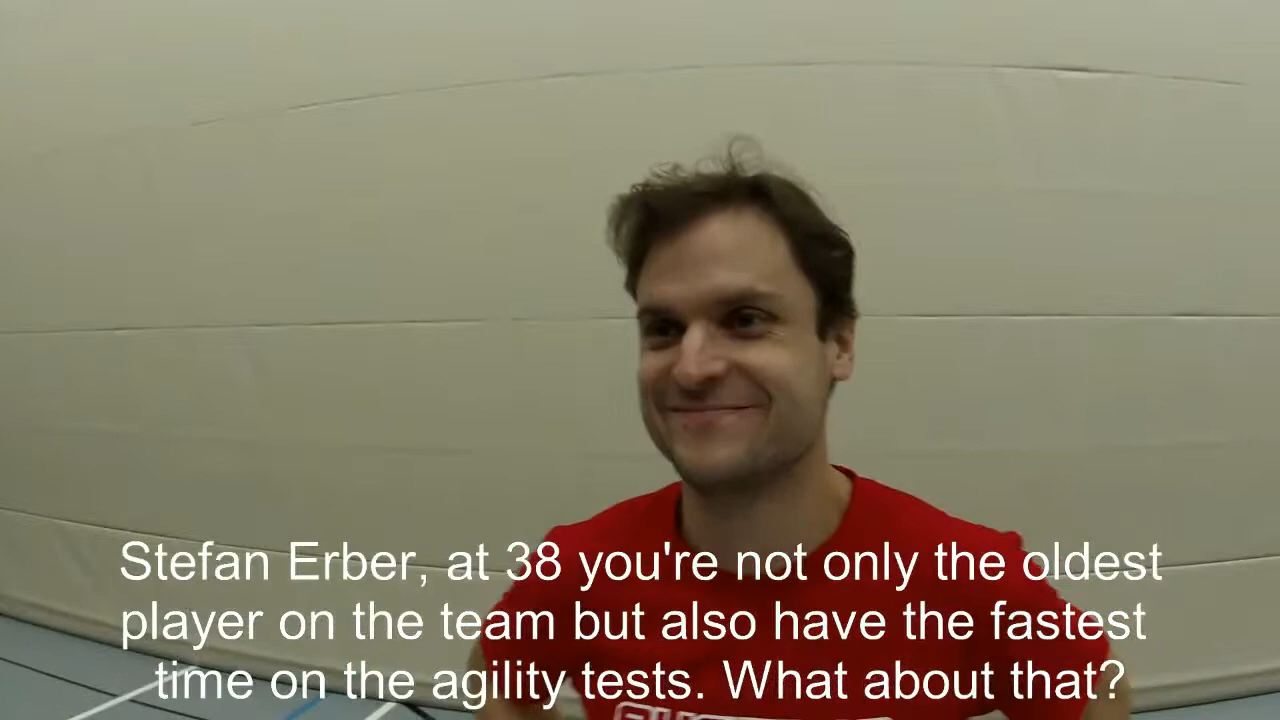 Stefan Erber, at 38 you're not only the oldest
player on the team but also have the fastest
time on the agility tests. What about that?